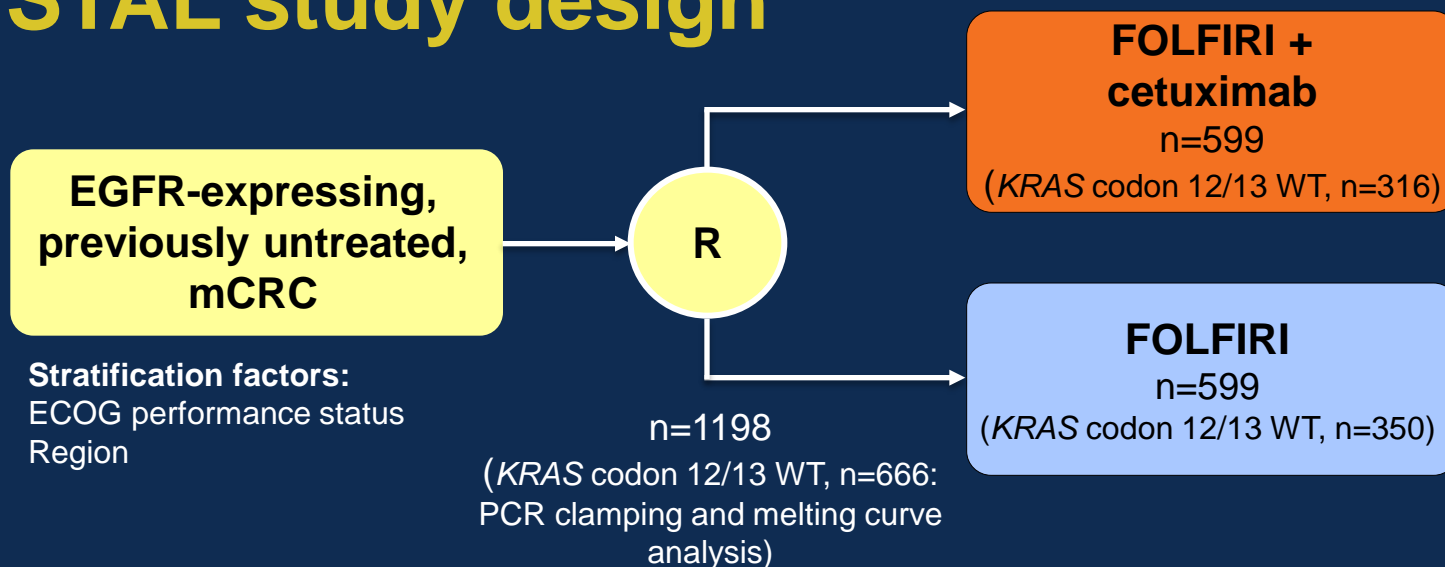 STAL study design
EGFR-expressing,
previously untreated,
mCRC
Stratification factors:
ECOG performance status
Region
R
n=1198
(KRAS codon 12/13 WT, n=666:
PCR clamping and melting curve
analysis)
FOLFIRI +
cetuximab
n=599
(KRAS codon 12/13 WT, n=316)
FOLFIRI
n=599
(KRAS codon 12/13 WT, n=350)